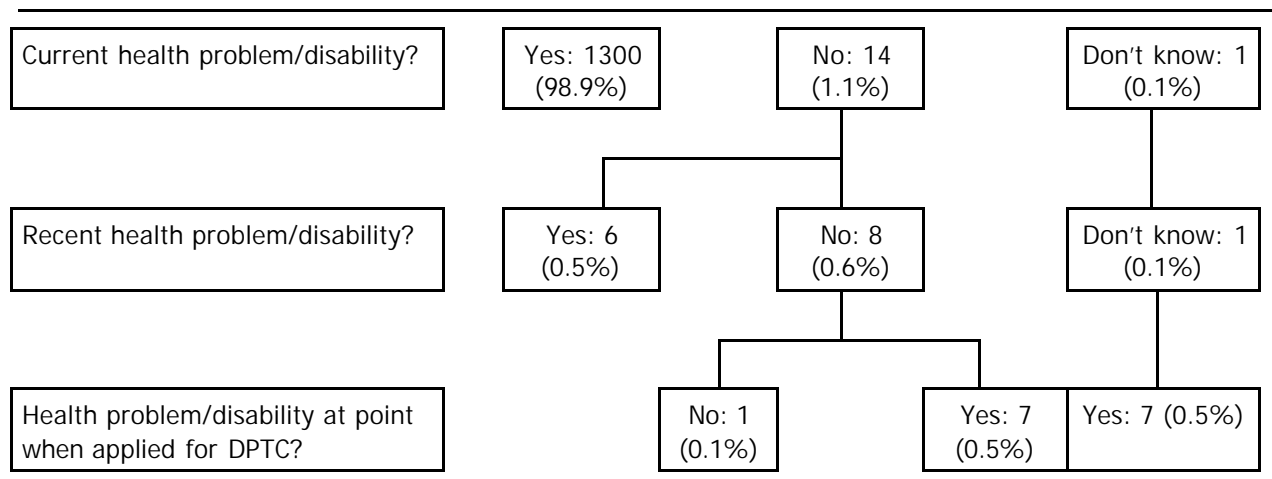 Current health problem/disability?
Yes: 1300
(98.9%)
No: 14
(1.1%)
Don't know: 1
(0.1%)
Recent health problem/disability?
Yes: 6
(0.5%)
No: 8
(0.6%)
Don't know: 1
(0.1%)
Health problem/disability at point
when applied for DPTC?
No: 1
(0.1%)
Yes: 7
(0.5%)
Yes: 7 (0.5%)